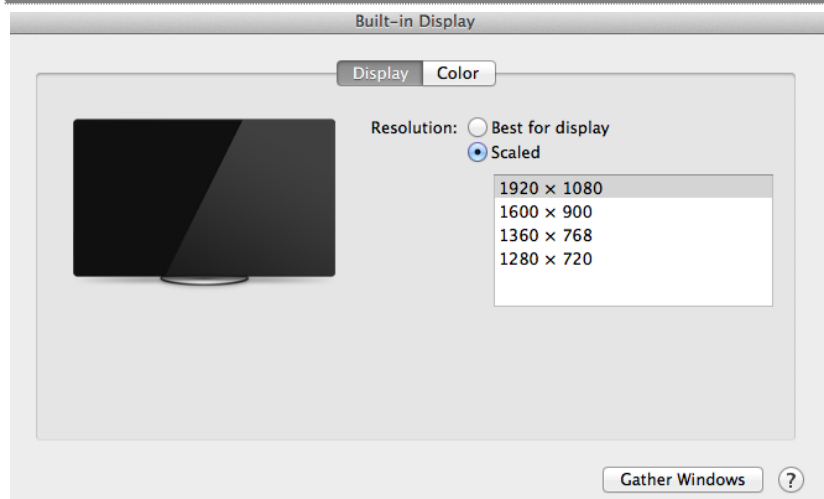 Built-in Display
Display Color
Resolution: Best for display
Scaled
1920 × 1080
1600 × 900
1360 × 768
1280 × 720
Gather Windows ?